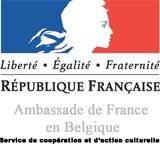 Liberté • Égalité • Fraternité
RÉPUBLIQUE FRANÇAISE
Ambassade de France
en Belgique
Service de coopération et d'action culturelle